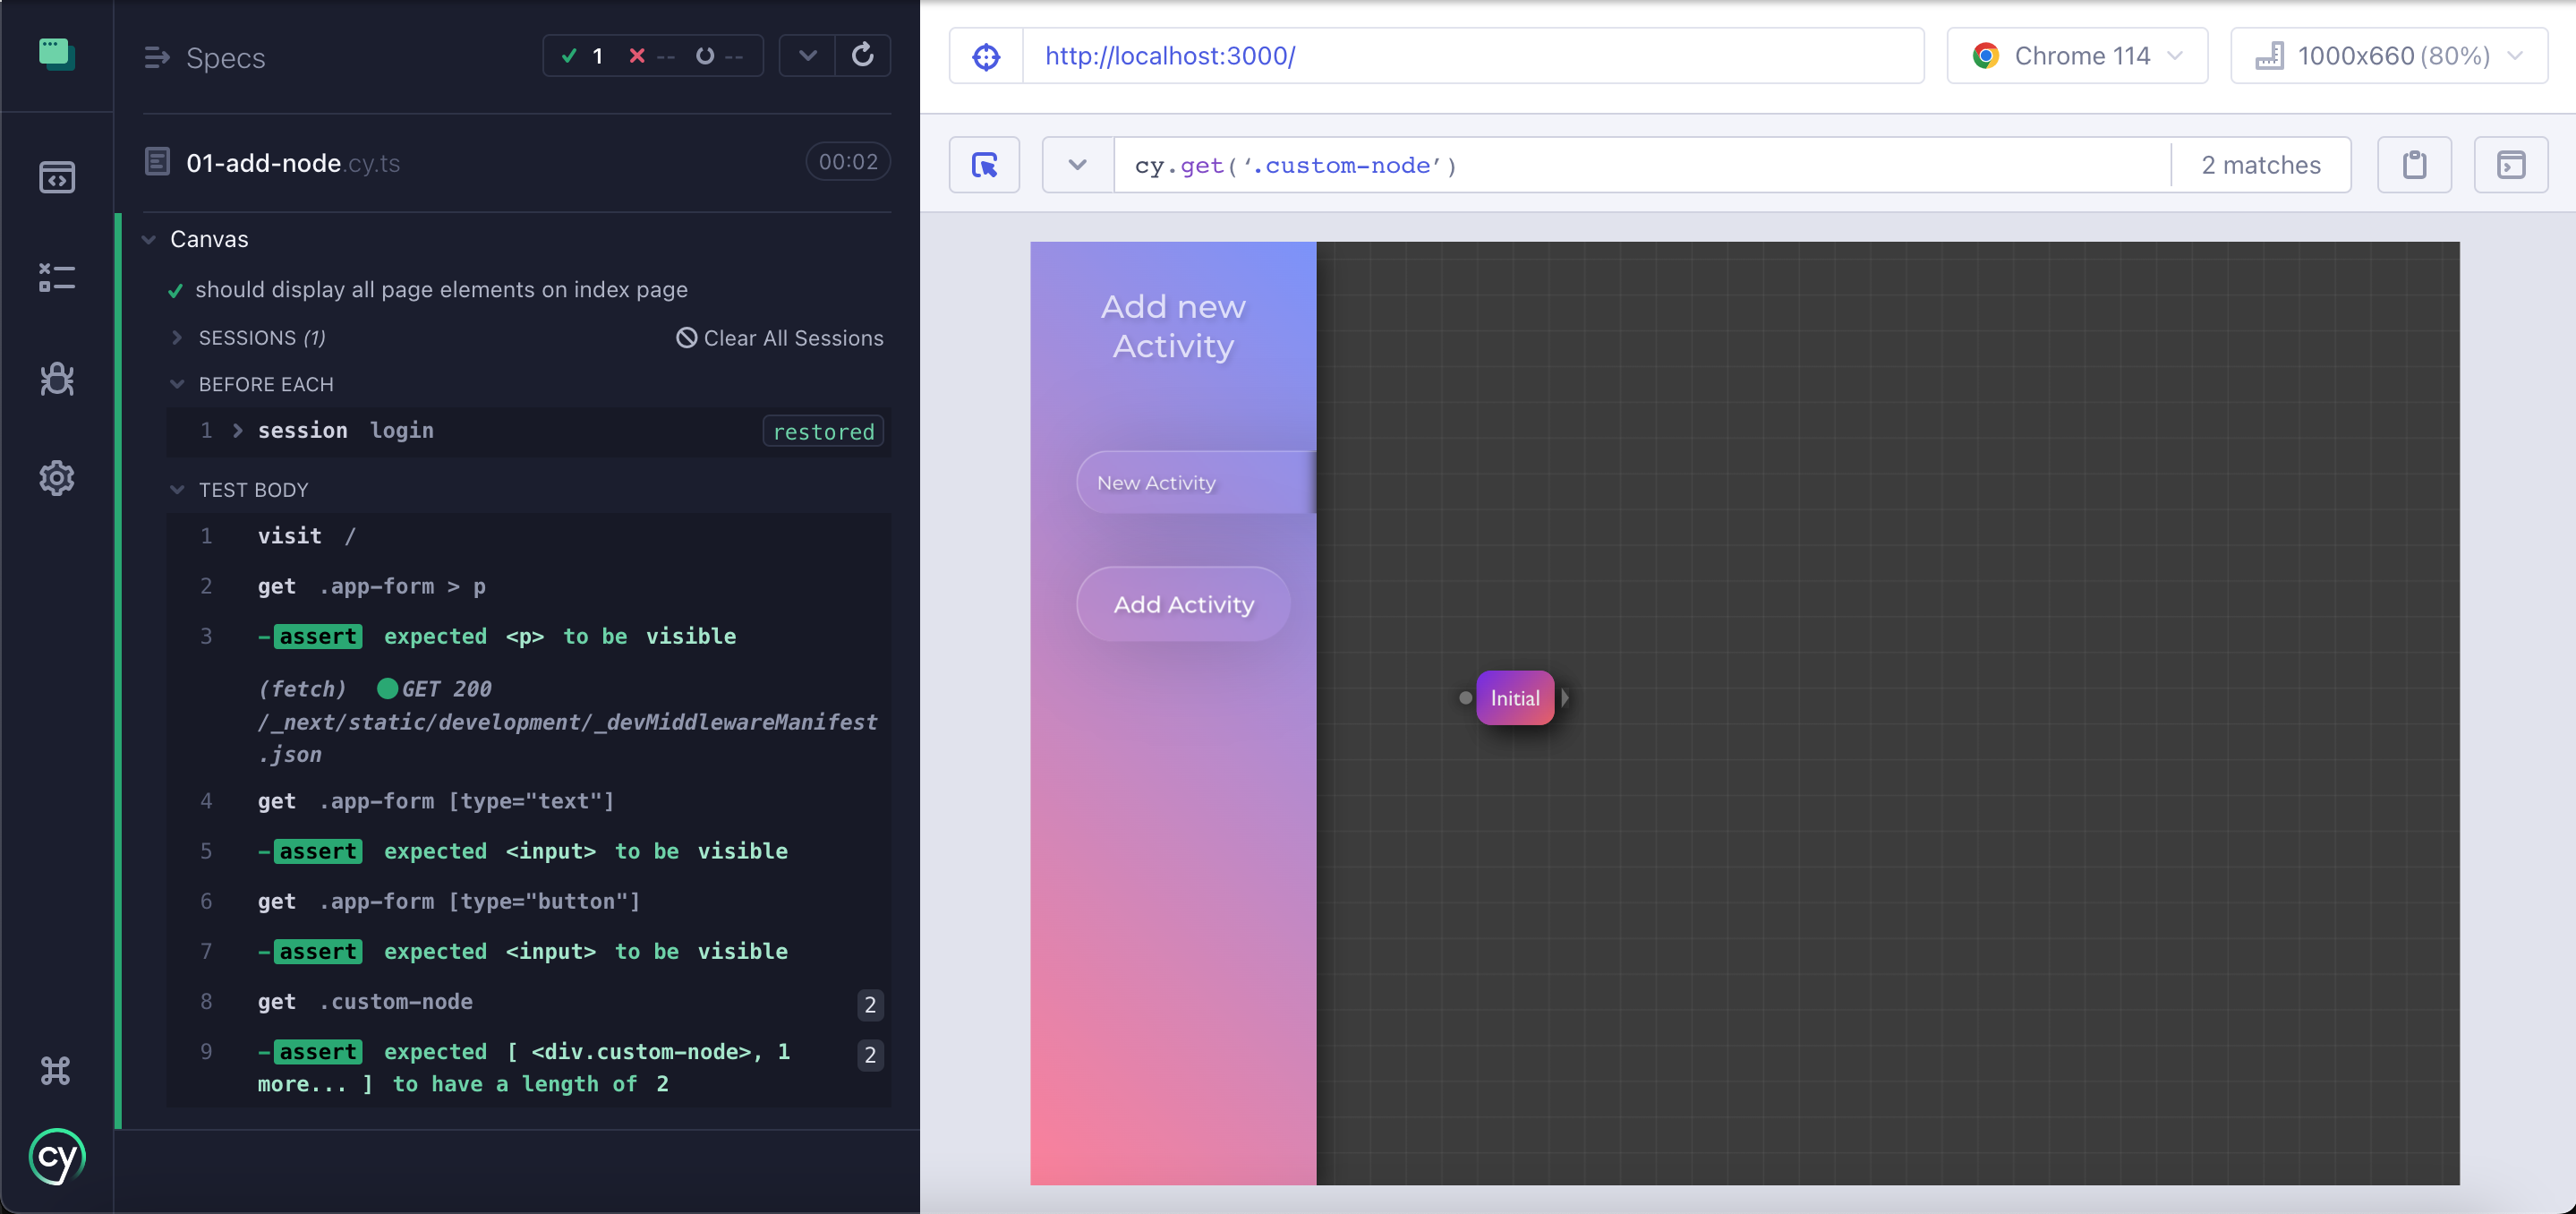 Specs
1 -- --
01-add-node.cy.ts
00:02
Canvas
should display all page elements on index page
SESSIONS (1)
Clear All Sessions
BEFORE EACH
1 session login restored
TEST BODY
1 visit /
2 get .app-form > p
3 -assert expected <p> to be visible
(fetch) GET 200
/_next/static/development/_devMiddlewareManifest
.json
4 get .app-form [type="text"]
5 -assert expected <input> to be visible
6 get .app-form [type="button"]
7 -assert expected <input> to be visible
8 get .custom-node 2
9 -assert expected [ <div.custom-node>, 1 2
more... ] to have a length of 2
cy
http://localhost:3000/
Chrome 114
1000x660 (80%)
cy.get(‘.custom-node’)
2 matches
Add new
Activity
New Activity
Add Activity
Initial